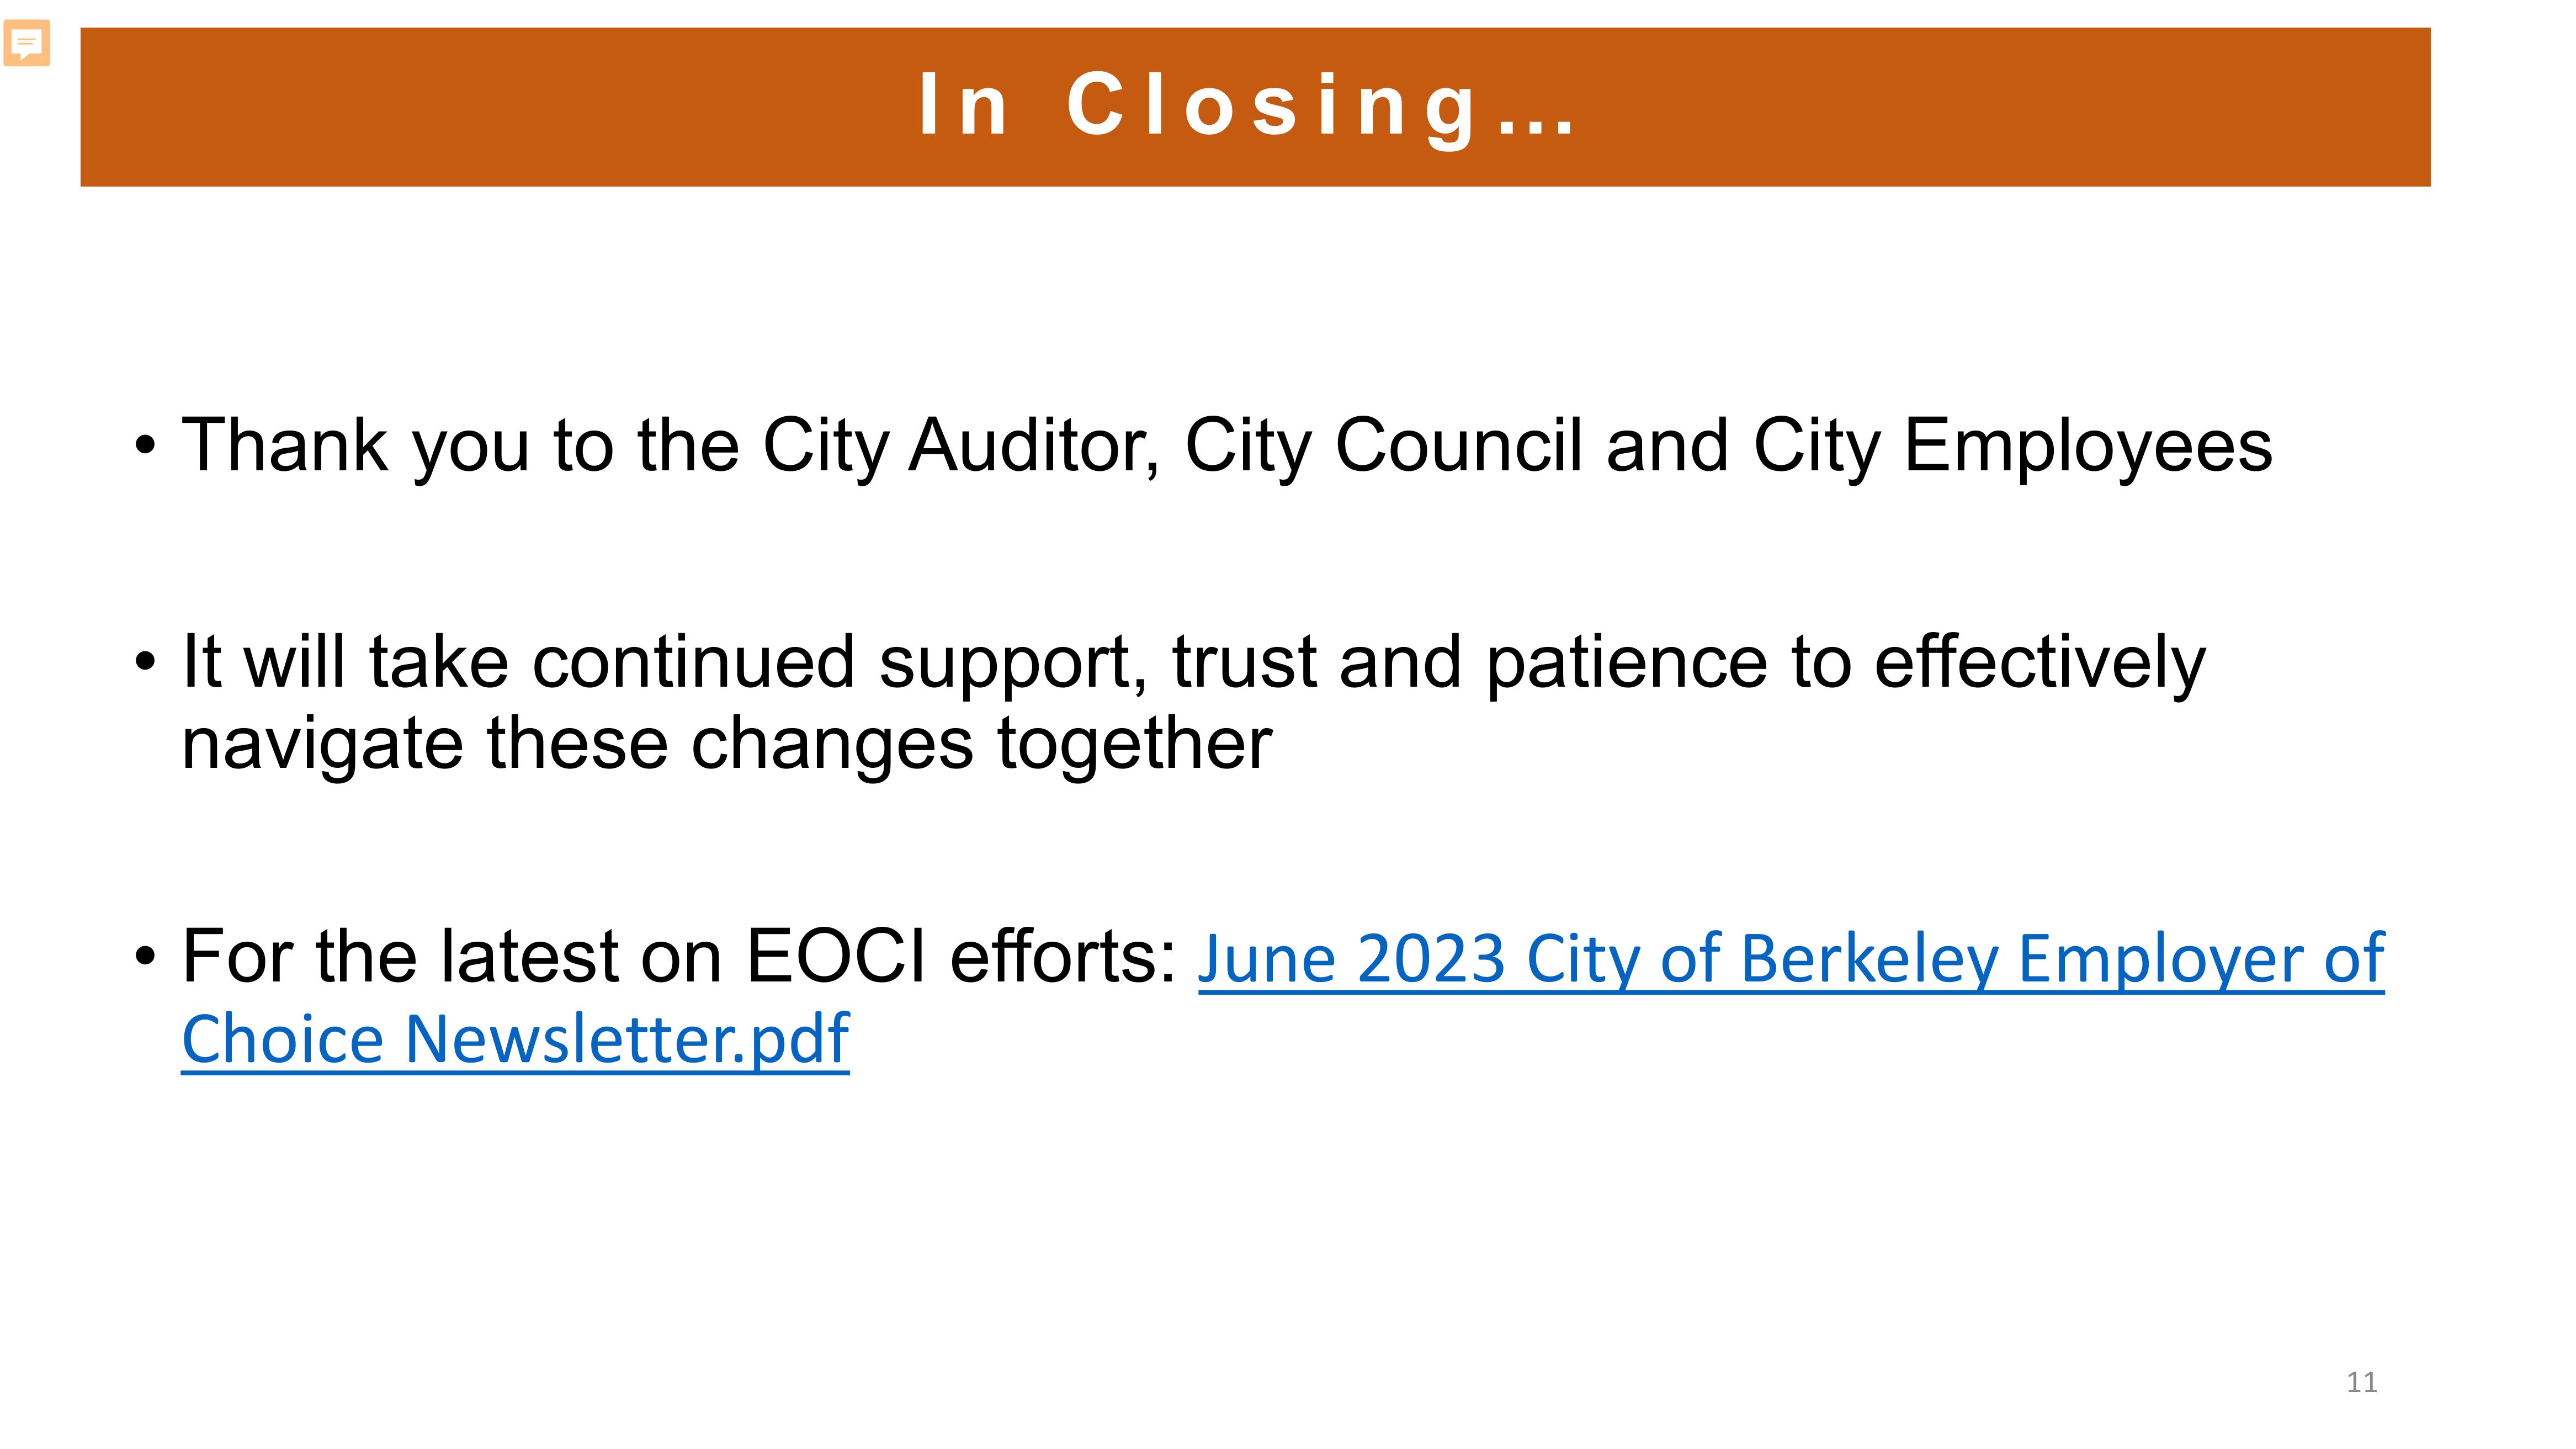 In Closing...
• Thank you to the City Auditor, City Council and City Employees
• It will take continued support, trust and patience to effectively
navigate these changes together
• For the latest on EOCI efforts: June 2023 City of Berkeley Employer of
Choice Newsletter.pdf
11